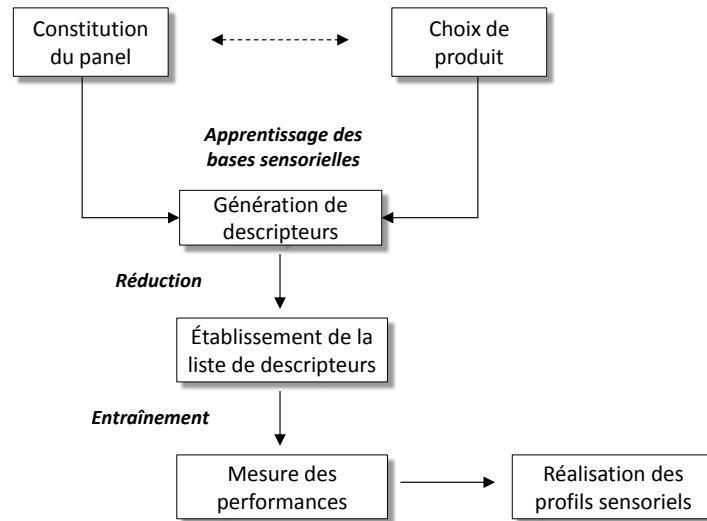 Constitution
du panel
Choix de
produit
Apprentissage des
bases sensorielles
Génération de
descripteurs
Réduction
Établissement de la
liste de descripteurs
Entraînement
Mesure des
performances
Réalisation des
profils sensoriels